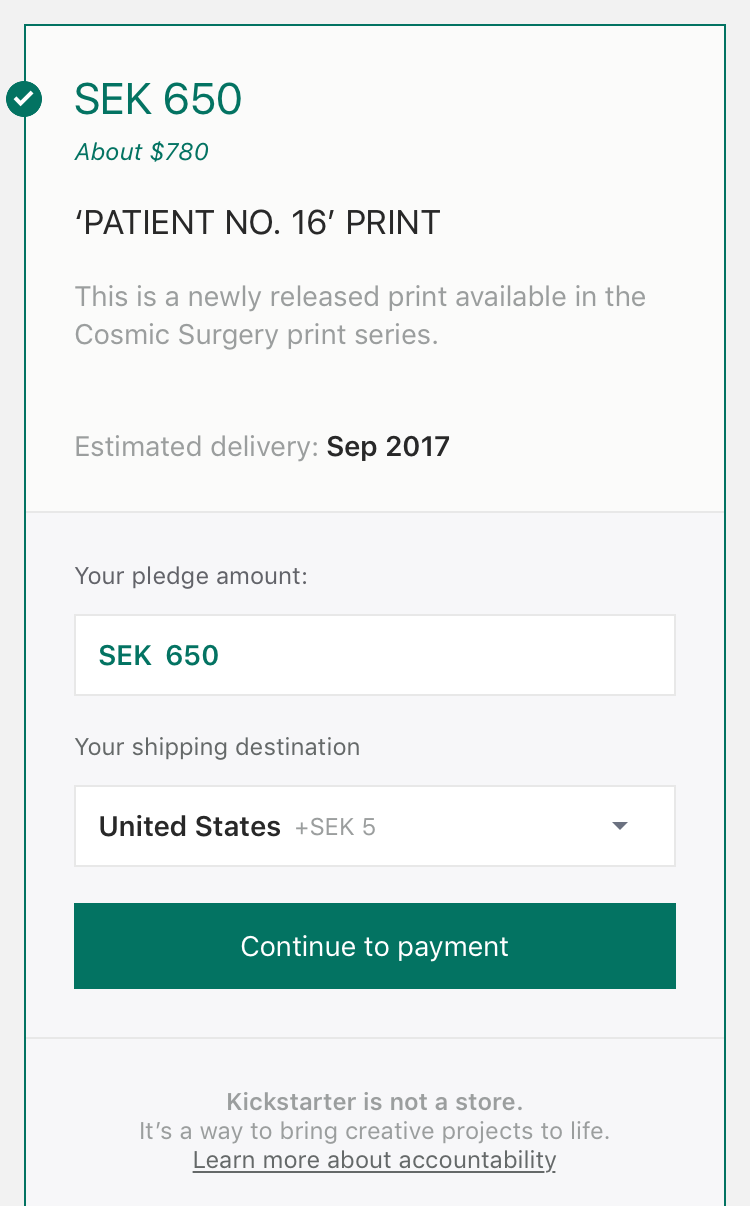 SEK 650
About $780
‘PATIENT NO. 16’ PRINT
This is a newly released print available in the
Cosmic Surgery print series.
Estimated delivery: Sep 2017
Your pledge amount:
SEK 650
Your shipping destination
United States +SEK 5
Continue to payment
Kickstarter is not a store.
It’s a way to bring creative projects to life.
Learn more about accountability